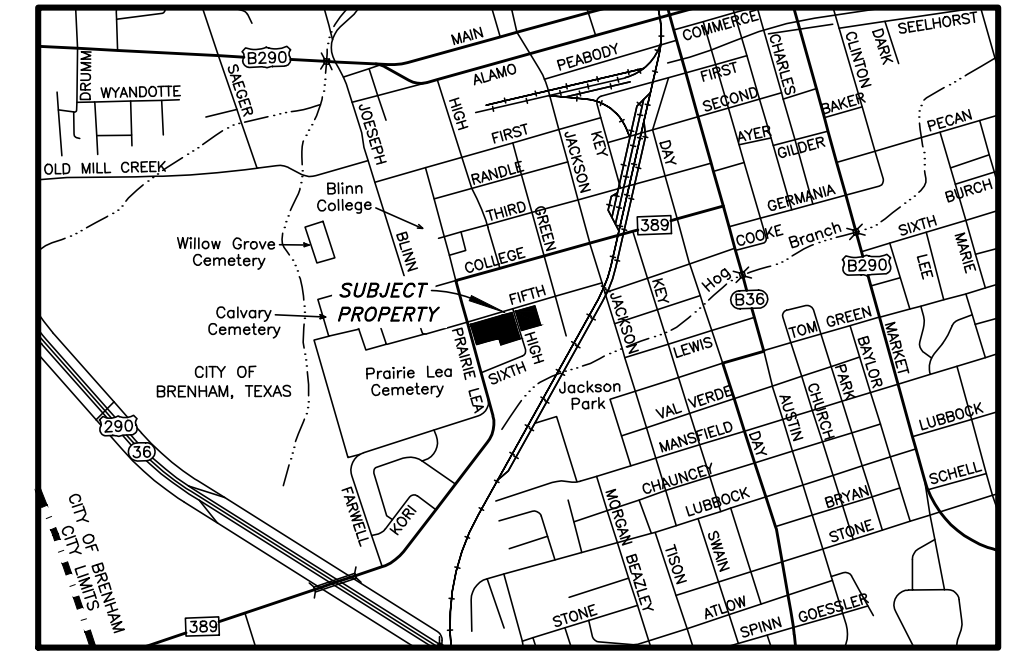 MAIN
COMMERCE
SEELHORST
DRUMM
B290
SAEGER
ALAMO
PEABODY
CHARLES
CLINTON
DARK
WYANDOTTE
JOESEPH
HIGH
FIRST
SECOND
BAKER
FIRST
JACKSON
KEY
DAY
AYER
GILDER
PECAN
OLD MILL CREEK
RANDLE
Blinn
College
THIRD
GREEN
GERMANIA
BURCH
389
Willow Grove
Cemetery
BLINN
COLLEGE
COOKE
Branch
SIXTH
LEE
MARIE
Hog
B290
SUBJECT
PROPERTY
FIFTH
KEY
B36
Calvary
Cemetery
JACKSON
TOM GREEN
MARKET
PRAIRIE LEA
HIGH
SIXTH
LEWIS
BAYLOR
CITY OF
BRENHAM, TEXAS
Prairie Lea
Cemetery
Jackson
Park
VAL VERDE
PARK
CHURCH
AUSTIN
290
36
MANSFIELD
DAY
LUBBOCK
CHAUNCEY
SCHELL
FARWELL
KORI
LUBBOCK
BRYAN
MORGAN
STONE
CITY OF BRENHAM
CITY LIMITS
BEAZLEY
TISON
SWAIN
389
STONE
ATLOW
SPINN
GOESSLER